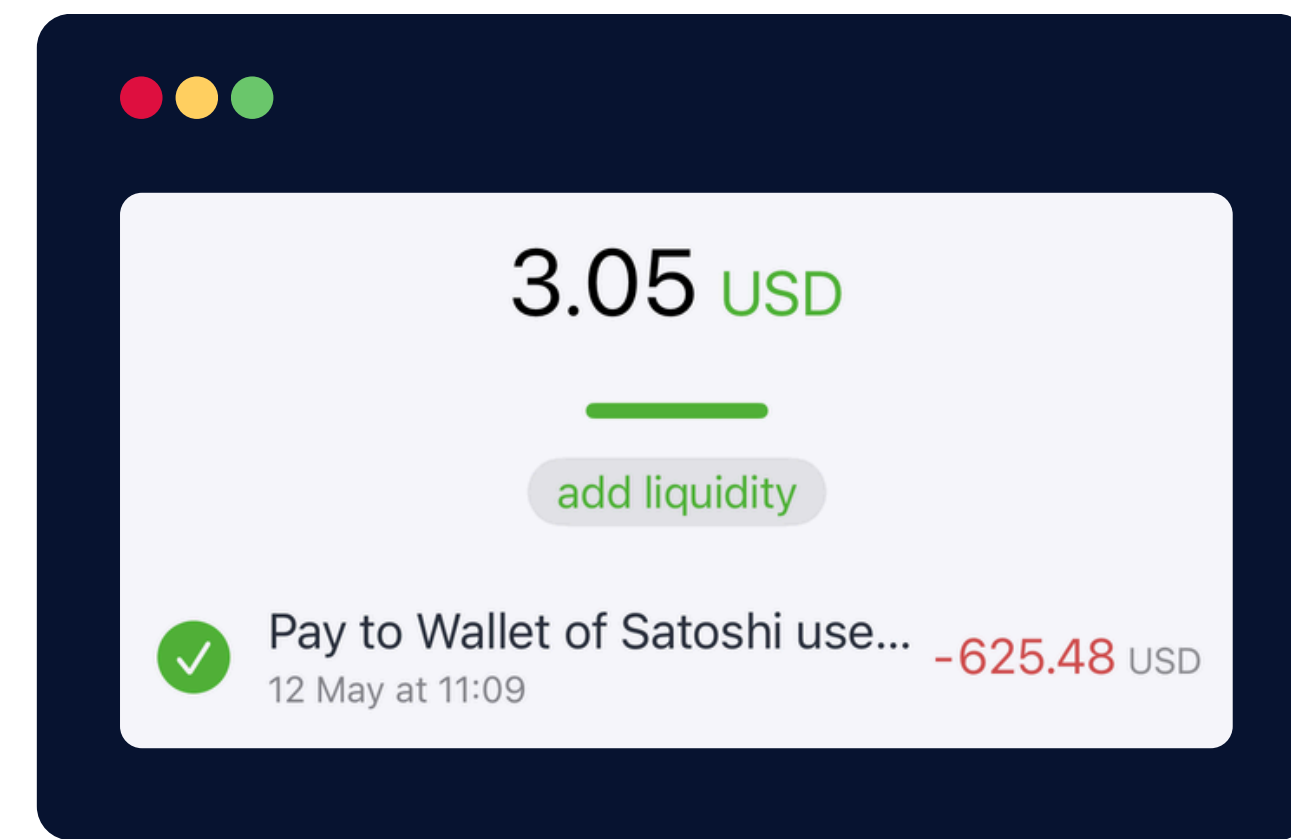 3.05 USD
add liquidity
Pay to Wallet of Satoshi use... -625.48 USD
12 May at 11:09